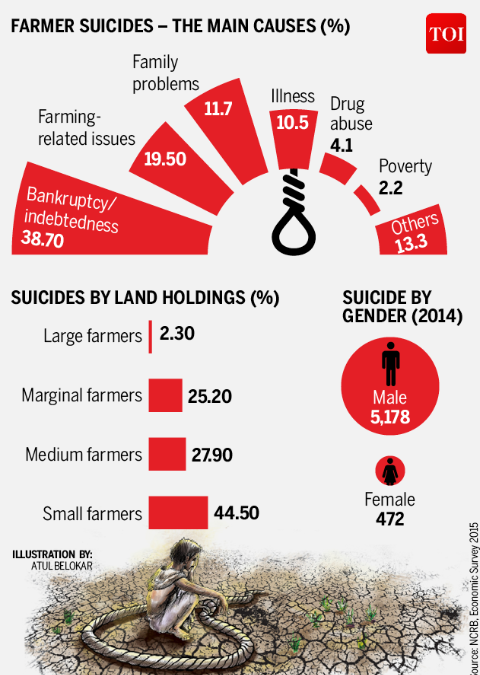 FARMER SUICIDES – THE MAIN CAUSES (%)
TOI
Bankruptcy/
indebtedness
38.70
Farming-
related issues
19.50
Family
problems
11.7
Illness
10.5
Drug
abuse
4.1
Poverty
2.2
Others
13.3
SUICIDES BY LAND HOLDINGS (%)
Large farmers 2.30
Marginal farmers 25.20
Medium farmers 27.90
Small farmers 44.50
SUICIDE BY
GENDER (2014)
Male
5,178
Female
472
ILLUSTRATION BY:
ATUL BELOKAR
Source: NCRB, Economic Survey 2015